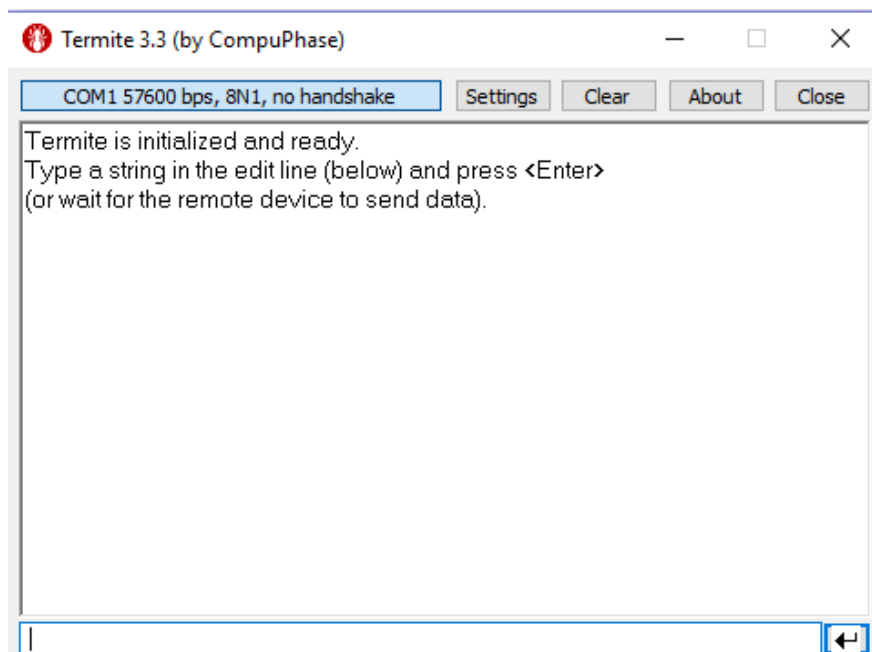 Termite 3.3 (by CompuPhase)
COM1 57600 bps, 8N1, no handshake Settings Clear About Close
Termite is initialized and ready.
Type a string in the edit line (below) and press <Enter>
(or wait for the remote device to send data).